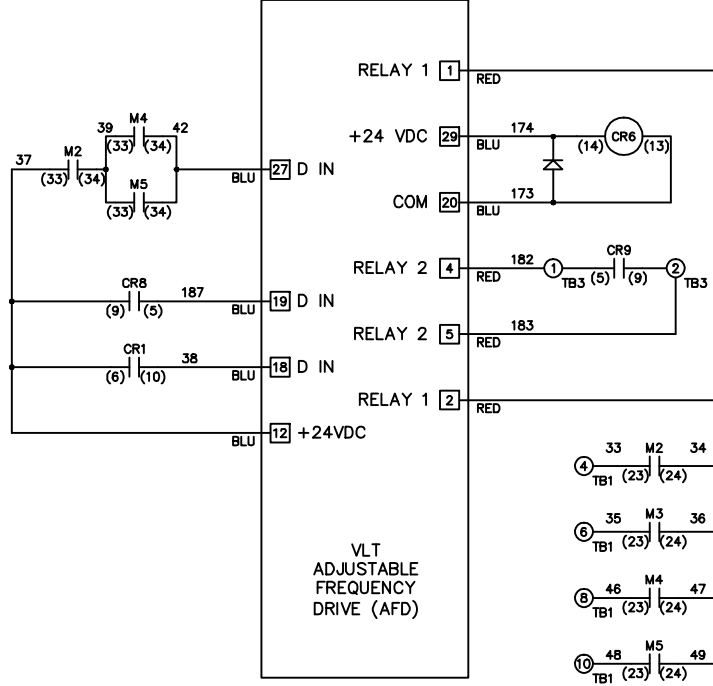 RELAY 1 1 RED
39 M4 42
(33) (34)
37 M2
(33) (34)
M5
(33) (34)
BLU 27 D IN
+24 VDC 29 BLU 174 (14) CR6 (13)
COM 20 BLU 173
RELAY 2 4 RED 182 1 TB3 CR9 (5) (9) 2 TB3
CR8
(9) (5) 187 BLU 19 D IN
RELAY 2 5 RED 183
CR1
(6) (10) 38 BLU 18 D IN
RELAY 1 2 RED
BLU 12 +24VDC
4 TB1 33 M2 34
(23) (24)
6 TB1 35 M3 36
(23) (24)
8 TB1 46 M4 47
(23) (24)
10 TB1 48 M5 49
(23) (24)
VLT
ADJUSTABLE
FREQUENCY
DRIVE (AFD)